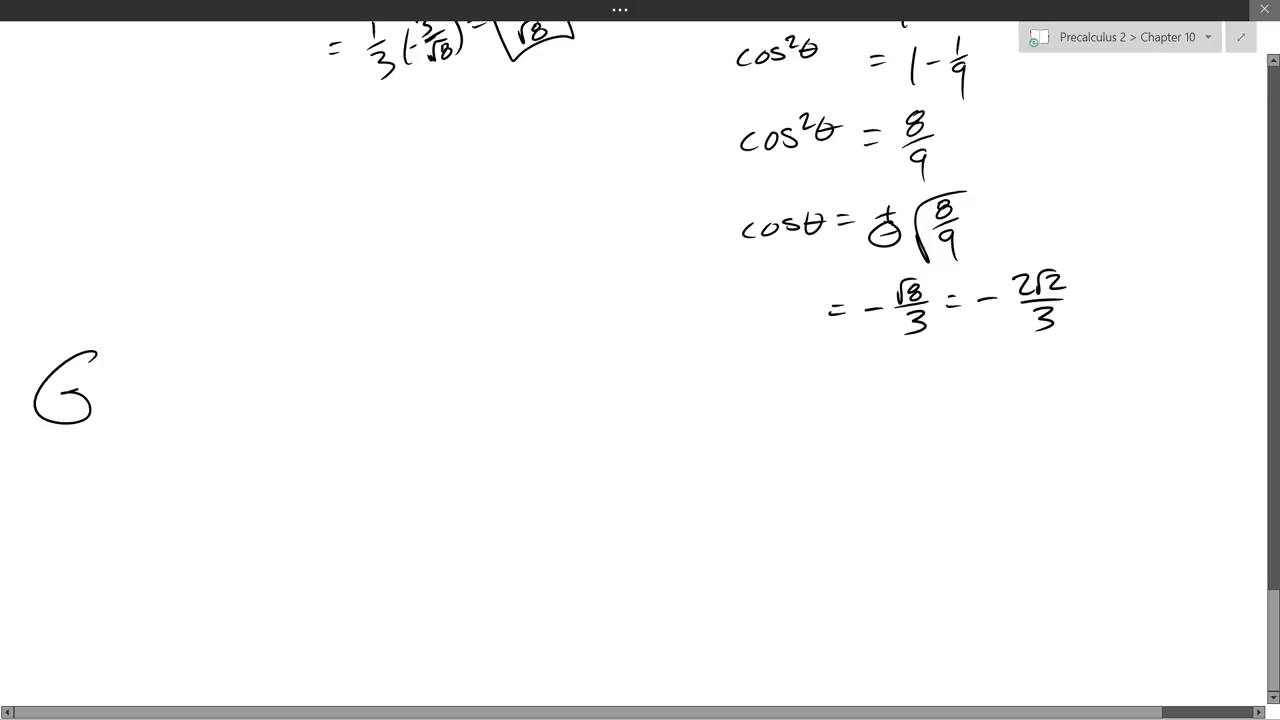 Precalculus 2 > Chapter 10
= 1/3 (-3/√8) = √8
cos²θ = 1 - 1/9
cos²θ = 8/9
cosθ = ± √(8/9)
= - √8/3 = - 2√2/3
G